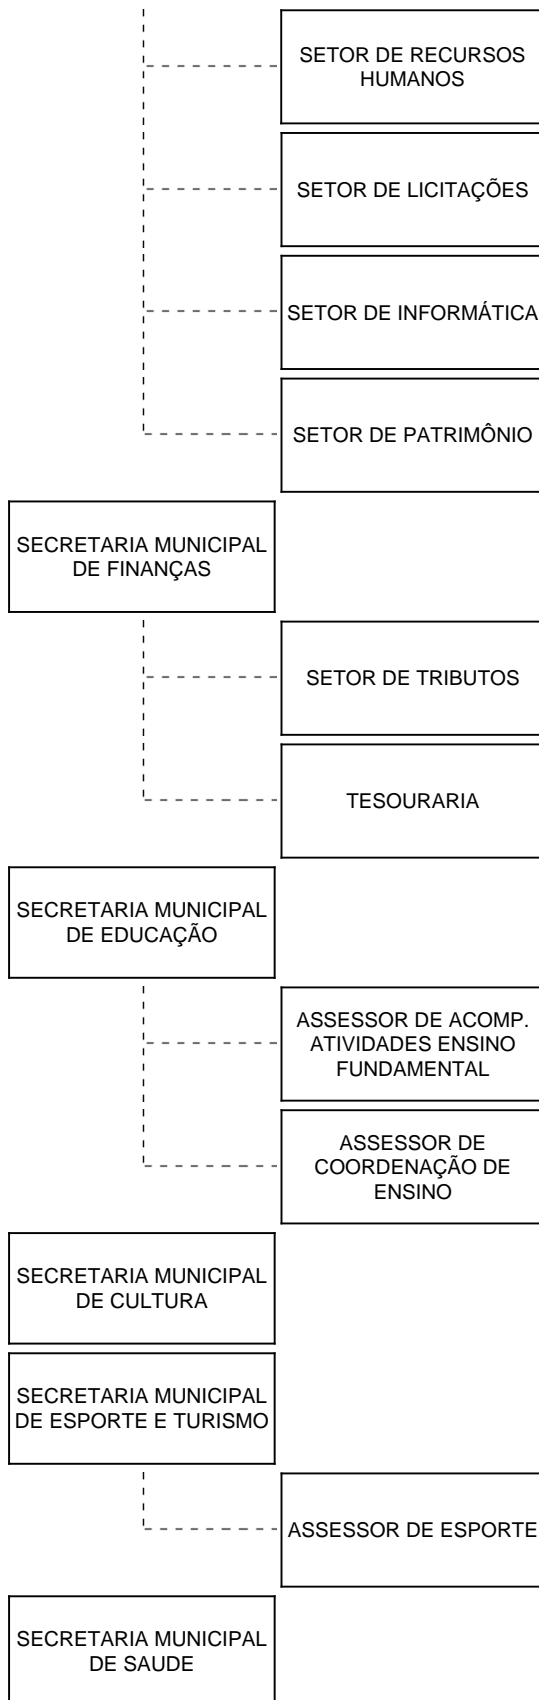 SETOR DE RECURSOS
HUMANOS
SETOR DE LICITAÇÕES
SETOR DE INFORMÁTICA
SETOR DE PATRIMÔNIO
SECRETARIA MUNICIPAL
DE FINANÇAS
SETOR DE TRIBUTOS
TESOURARIA
SECRETARIA MUNICIPAL
DE EDUCAÇÃO
ASSESSOR DE ACOMP.
ATIVIDADES ENSINO
FUNDAMENTAL
ASSESSOR DE
COORDENAÇÃO DE
ENSINO
SECRETARIA MUNICIPAL
DE CULTURA
SECRETARIA MUNICIPAL
DE ESPORTE E TURISMO
ASSESSOR DE ESPORTE
SECRETARIA MUNICIPAL
DE SAUDE